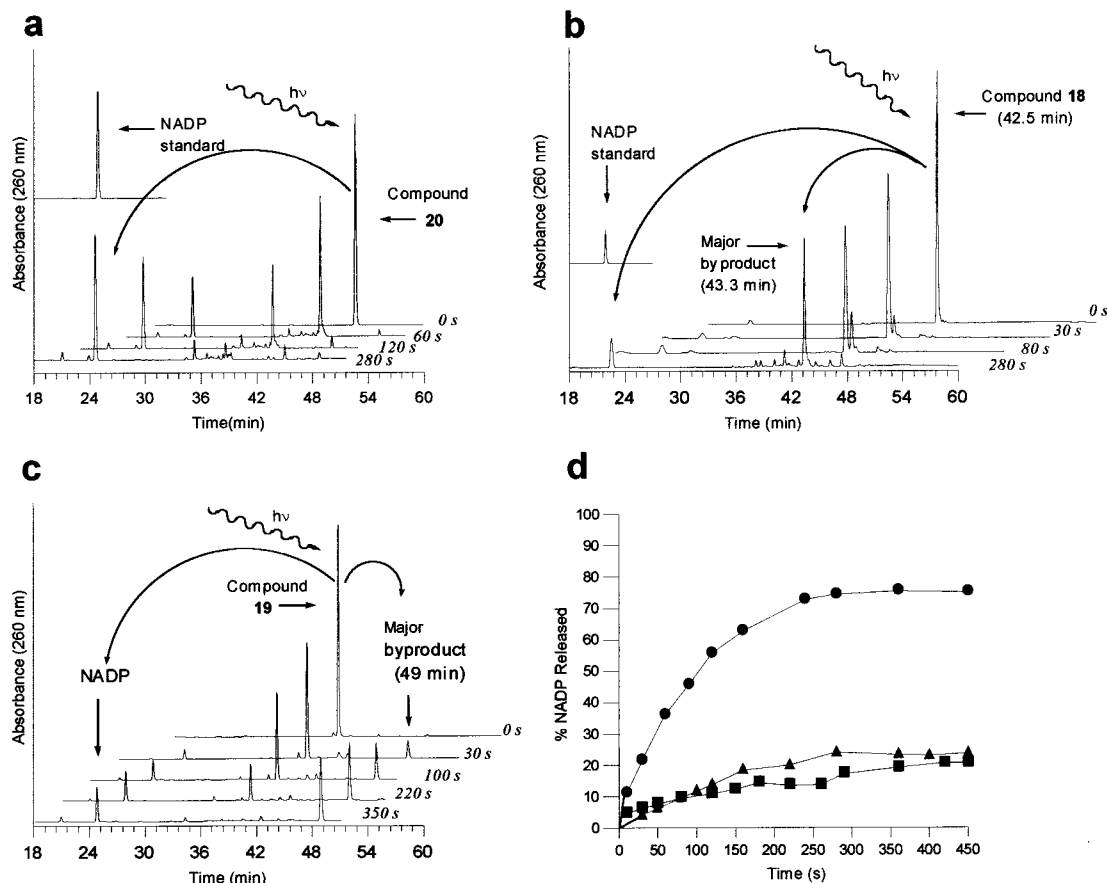 a
Absorbance (260 nm)
NADP
standard
hν
Compound
20
0 s
60 s
120 s
280 s
18 24 30 36 42 48 54 60
Time(min)
b
Absorbance (260 nm)
NADP
standard
hν
Compound 18
(42.5 min)
Major
by product
(43.3 min)
0 s
30 s
80 s
280 s
18 24 30 36 42 48 54 60
Time (min)
c
Absorbance (260 nm)
hν
Compound
19
Major
byproduct
(49 min)
NADP
0 s
30 s
100 s
220 s
350 s
18 24 30 36 42 48 54 60
Time (min)
d
% NADP Released
100
90
80
70
60
50
40
30
20
10
0
0 50 100 150 200 250 300 350 400 450
Time (s)